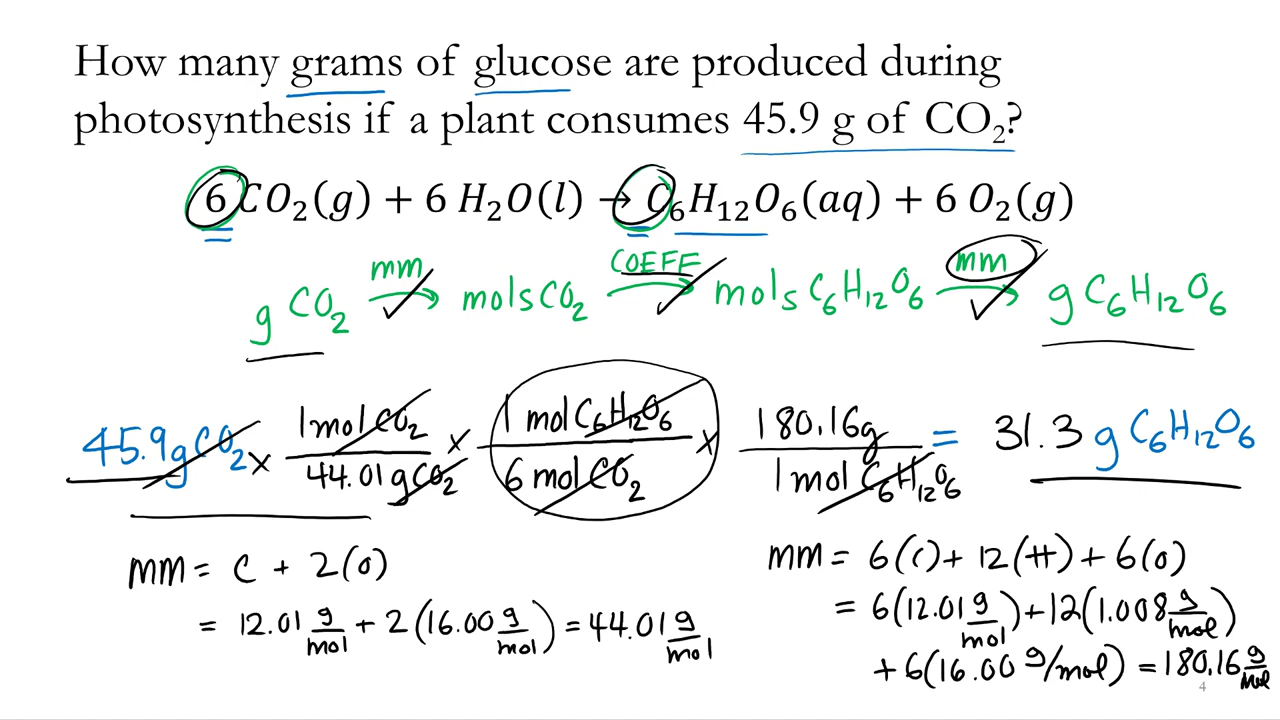 How many grams of glucose are produced during
photosynthesis if a plant consumes 45.9 g of CO₂?
6 CO₂(g) + 6 H₂O(l) → C₆H₁₂O₆(aq) + 6 O₂(g)
g CO₂ →(mm) mols CO₂ →(COEFF) mols C₆H₁₂O₆ →(mm) g C₆H₁₂O₆
45.9 g CO₂ × 1 mol CO₂ / 44.01 g CO₂ × 1 mol C₆H₁₂O₆ / 6 mol CO₂ × 180.16 g / 1 mol C₆H₁₂O₆ = 31.3 g C₆H₁₂O₆
mm = C + 2(O)
= 12.01 g/mol + 2(16.00 g/mol) = 44.01 g/mol
mm = 6(C) + 12(H) + 6(O)
= 6(12.01 g/mol) + 12(1.008 g/mol)
+ 6(16.00 g/mol) = 180.16 g/mol
4